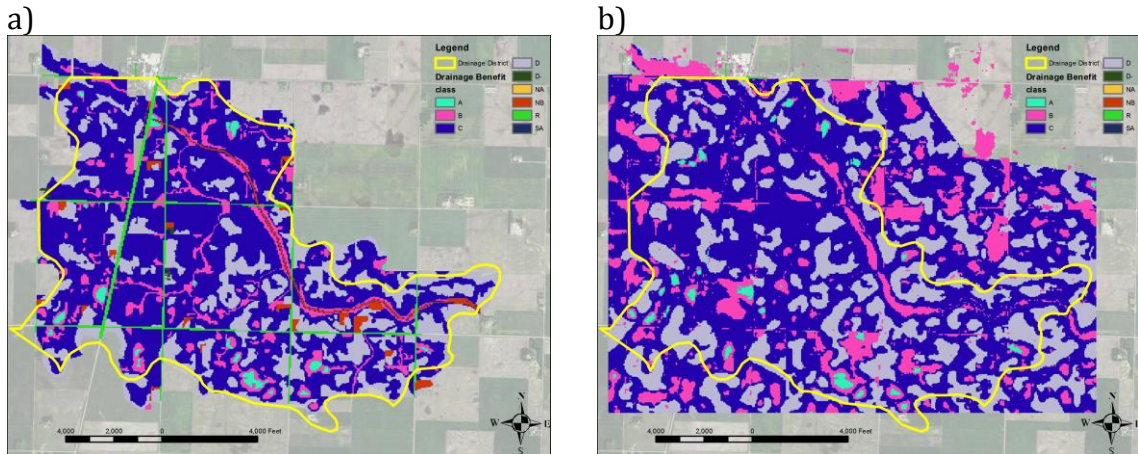 a)
b)
Legend
Drainage District
Drainage Benefit
class
A
B
C
D
D-
NA
NB
R
SA
4,000 2,000 0 4,000 Feet
N
W E
S
Legend
Drainage District
Drainage Benefit
class
A
B
C
D
D-
NA
NB
R
SA
4,000 2,000 0 4,000 Feet
N
W E
S